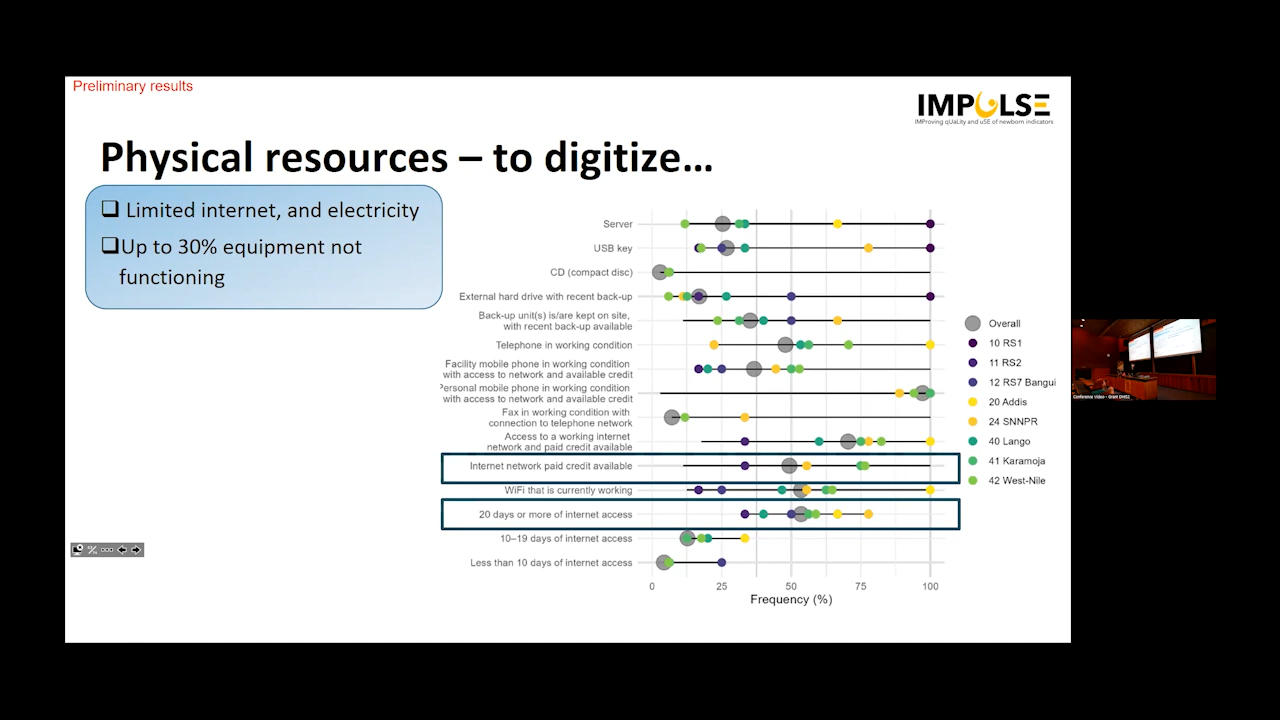 Preliminary results
IMPULSE
IMProving qUaLity and uSE of newborn indicators
Physical resources – to digitize...
Limited internet, and electricity
Up to 30% equipment not
functioning
Server
USB key
CD (compact disc)
External hard drive with recent back-up
Back-up unit(s) is/are kept on site,
with recent back-up available
Telephone in working condition
Facility mobile phone in working condition
with access to network and available credit
Personal mobile phone in working condition
with access to network and available credit
Fax in working condition with
connection to telephone network
Access to a working internet
network and paid credit available
Internet network paid credit available
WiFi that is currently working
20 days or more of internet access
10–19 days of internet access
Less than 10 days of internet access
0 25 50 75 100
Frequency (%)
Overall
10 RS1
11 RS2
12 RS7 Bangui
20 Addis
24 SNNPR
40 Lango
41 Karamoja
42 West-Nile
Conference Video - Grant DHIS2